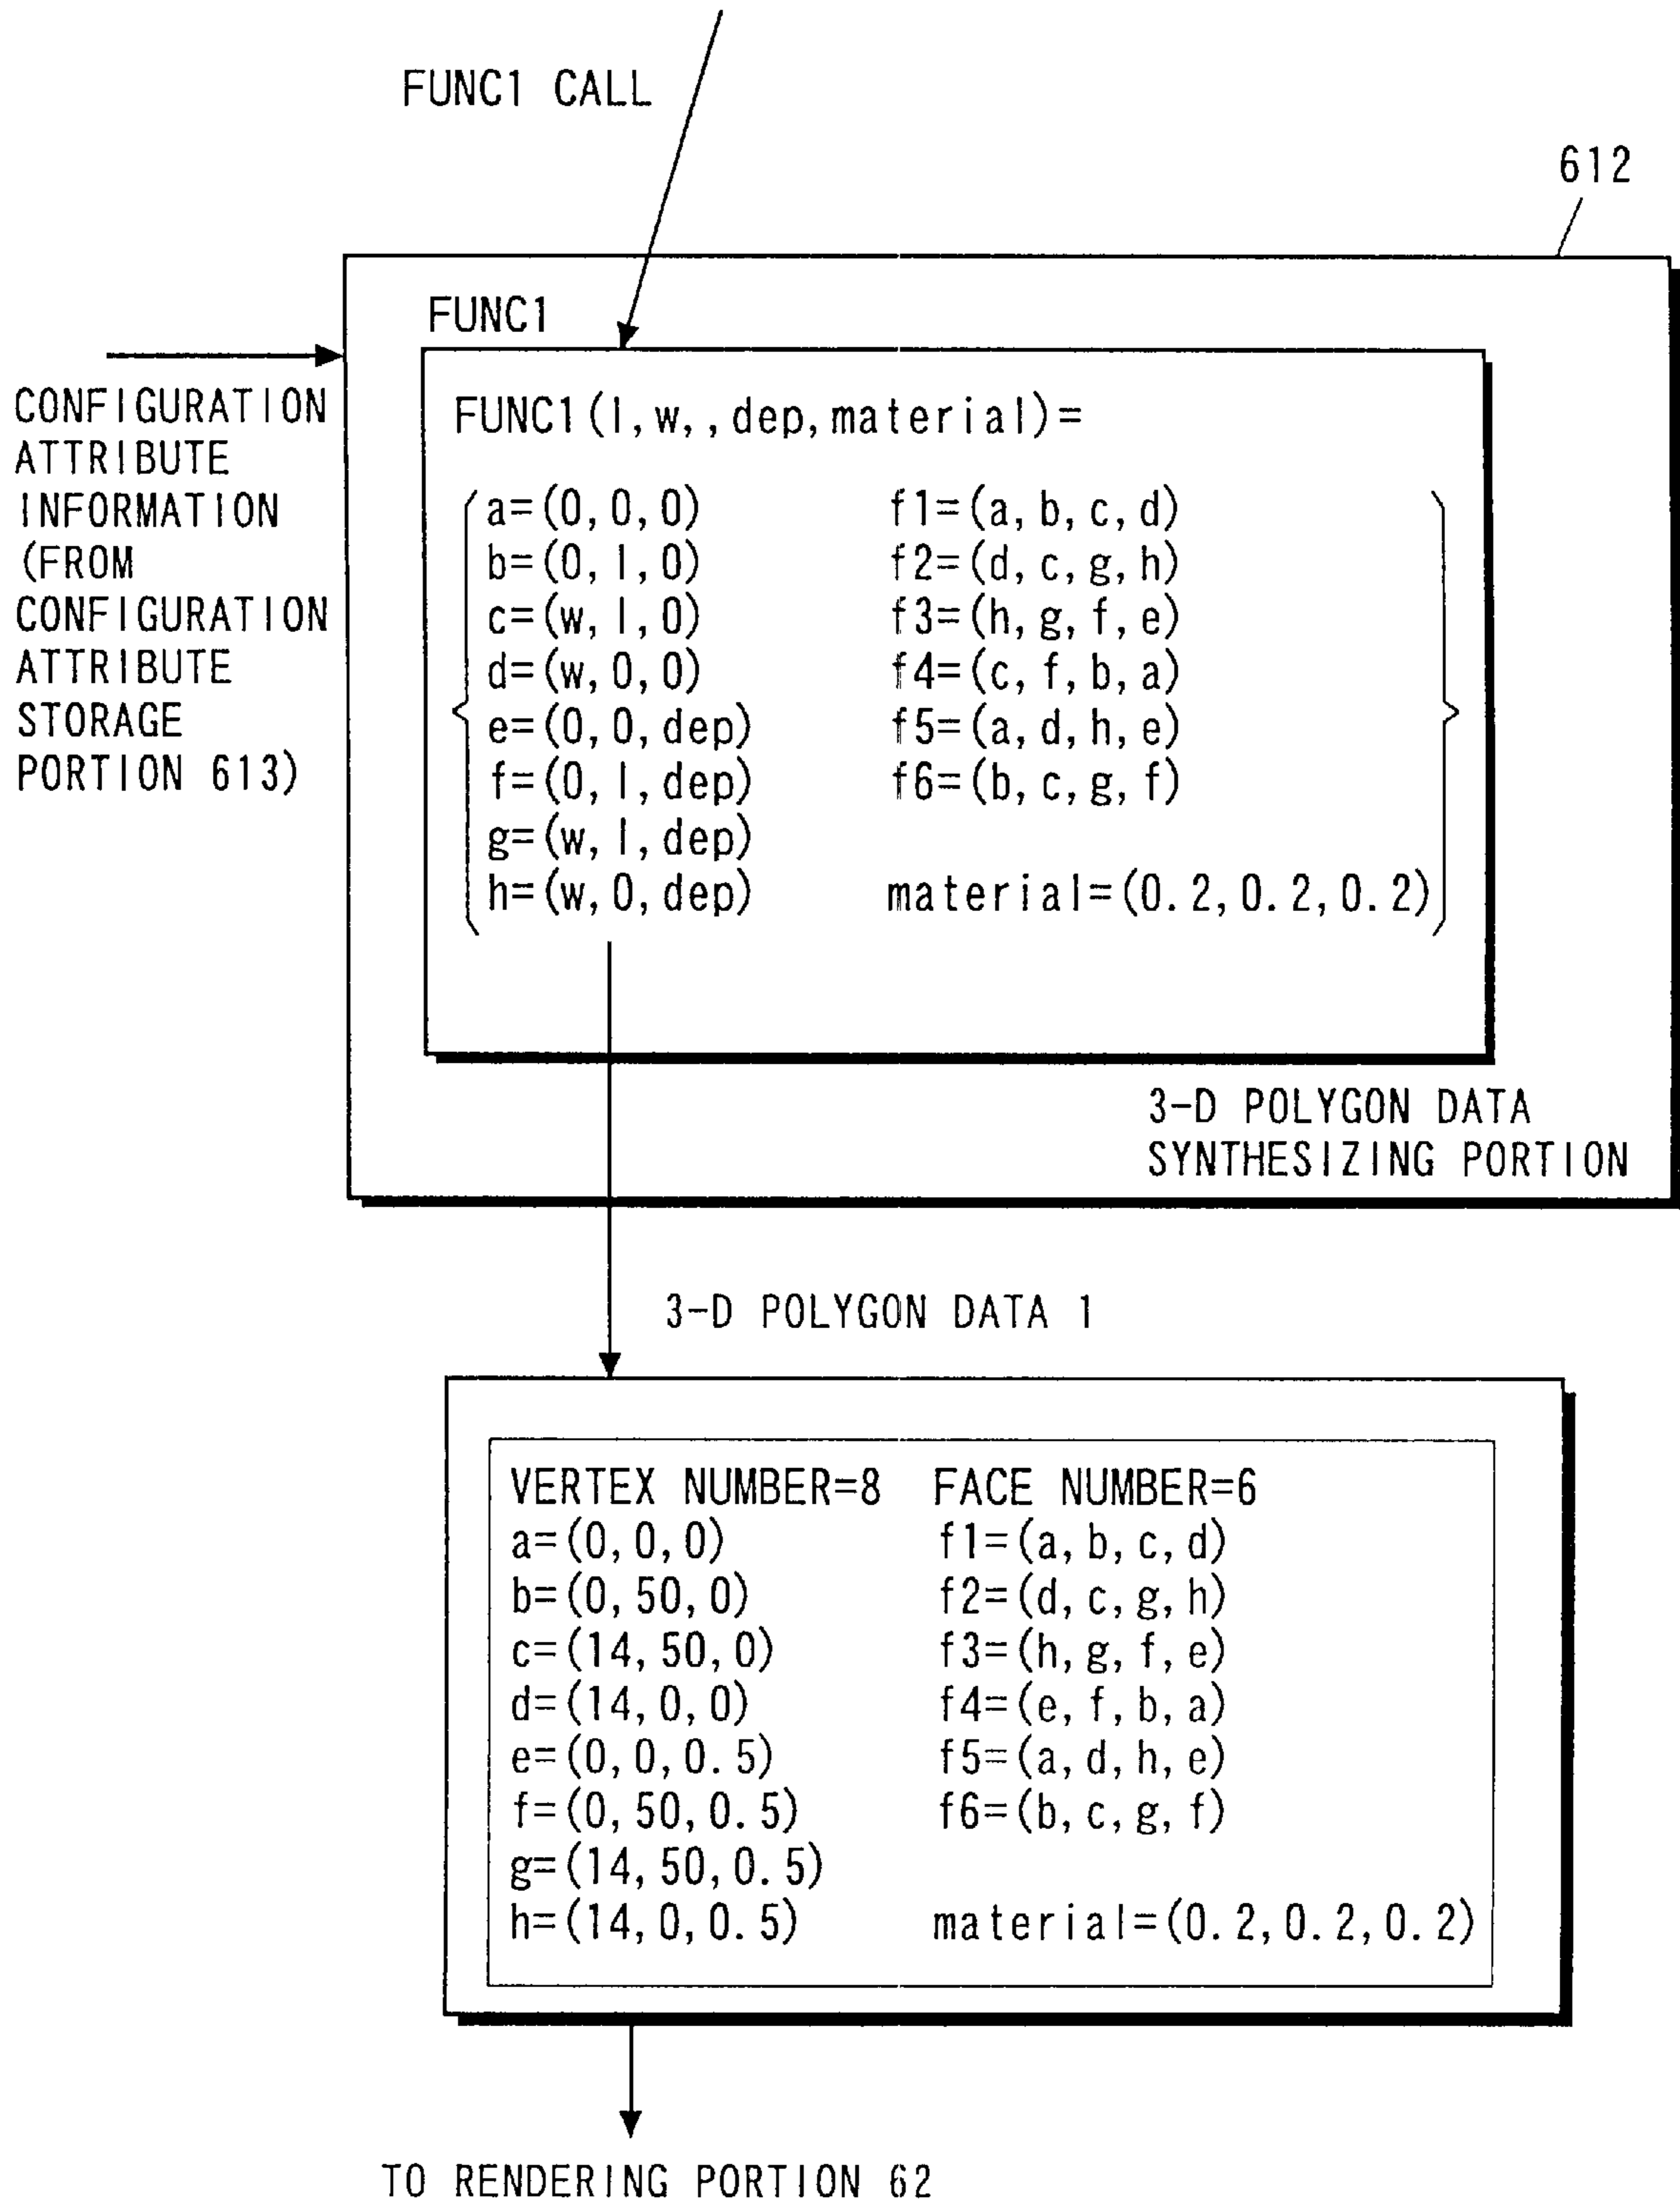 FUNC1 CALL
612
FUNC1
CONFIGURATION
ATTRIBUTE
INFORMATION
(FROM
CONFIGURATION
ATTRIBUTE
STORAGE
PORTION 613)
FUNC1(l,w,,dep,material)=
a=(0,0,0)
b=(0,l,0)
c=(w,l,0)
d=(w,0,0)
e=(0,0,dep)
f=(0,l,dep)
g=(w,l,dep)
h=(w,0,dep)
f1=(a,b,c,d)
f2=(d,c,g,h)
f3=(h,g,f,e)
f4=(c,f,b,a)
f5=(a,d,h,e)
f6=(b,c,g,f)
material=(0.2,0.2,0.2)
3-D POLYGON DATA
SYNTHESIZING PORTION
3-D POLYGON DATA 1
VERTEX NUMBER=8
a=(0,0,0)
b=(0,50,0)
c=(14,50,0)
d=(14,0,0)
e=(0,0,0.5)
f=(0,50,0.5)
g=(14,50,0.5)
h=(14,0,0.5)
FACE NUMBER=6
f1=(a,b,c,d)
f2=(d,c,g,h)
f3=(h,g,f,e)
f4=(e,f,b,a)
f5=(a,d,h,e)
f6=(b,c,g,f)
material=(0.2,0.2,0.2)
TO RENDERING PORTION 62